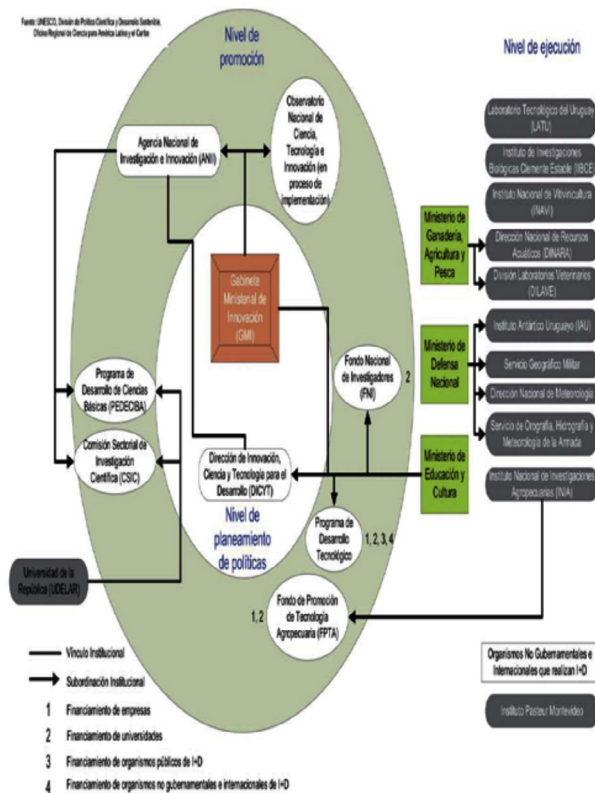 Fuente: UNESCO, División de Política Científica y Desarrollo Sostenible,
Oficina Regional de Ciencia para América Latina y el Caribe
Nivel de
promoción
Nivel de ejecución
Observatorio
Nacional de
Ciencia,
Tecnología e
Innovación (en
proceso de
implementación)
Agencia Nacional de
Investigación e Innovación (ANII)
Gabinete
Ministerial de
Innovación
(GMI)
Fondo Nacional
de Investigadores
(FNI)
2
Programa de
Desarrollo de Ciencias
Básicas (PEDECIBA)
Comisión Sectorial de
Investigación
Científica (CSIC)
Dirección de Innovación,
Ciencia y Tecnología para el
Desarrollo (DICYT)
Nivel de
planeamiento
de políticas
Programa de
Desarrollo
Tecnológico
1, 2, 3, 4
Universidad de la
República (UDELAR)
1, 2
Fondo de Promoción
de Tecnología
Agropecuaria (FPTA)
Ministerio de
Ganadería,
Agricultura y
Pesca
Ministerio de
Defensa
Nacional
Ministerio de
Educación y
Cultura
Laboratorio Tecnológico del Uruguay
(LATU)
Instituto de Investigaciones
Biológicas Clemente Estable (IIBCE)
Instituto Nacional de Vitivinicultura
(INAVI)
Dirección Nacional de Recursos
Acuáticos (DINARA)
División Laboratorios Veterinarios
(DILAVE)
Instituto Antártico Uruguayo (IAU)
Servicio Geográfico Militar
Dirección Nacional de Meteorología
Servicio de Orografía, Hidrografía y
Meteorología de la Armada
Instituto Nacional de Investigaciones
Agropecuarias (INIA)
Organismos No Gubernamentales e
Internacionales que realizan I+D
Instituto Pasteur Montevideo
Vínculo Institucional
Subordinación Institucional
1 Financiamiento de empresas
2 Financiamiento de universidades
3 Financiamiento de organismos públicos de I+D
4 Financiamiento de organismos no gubernamentales e internacionales de I+D